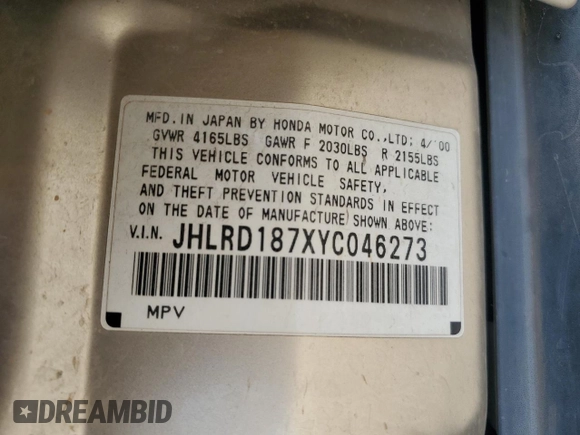 MFD. IN JAPAN BY HONDA MOTOR CO.,LTD; 4/'00
GVWR 4165LBS GAWR F 2030LBS R 2155LBS
THIS VEHICLE CONFORMS TO ALL APPLICABLE
FEDERAL MOTOR VEHICLE SAFETY,
AND THEFT PREVENTION STANDARDS IN EFFECT
ON THE DATE OF MANUFACTURE SHOWN ABOVE:
V.I.N. JHLRD187XYC046273
MPV
DREAMBID